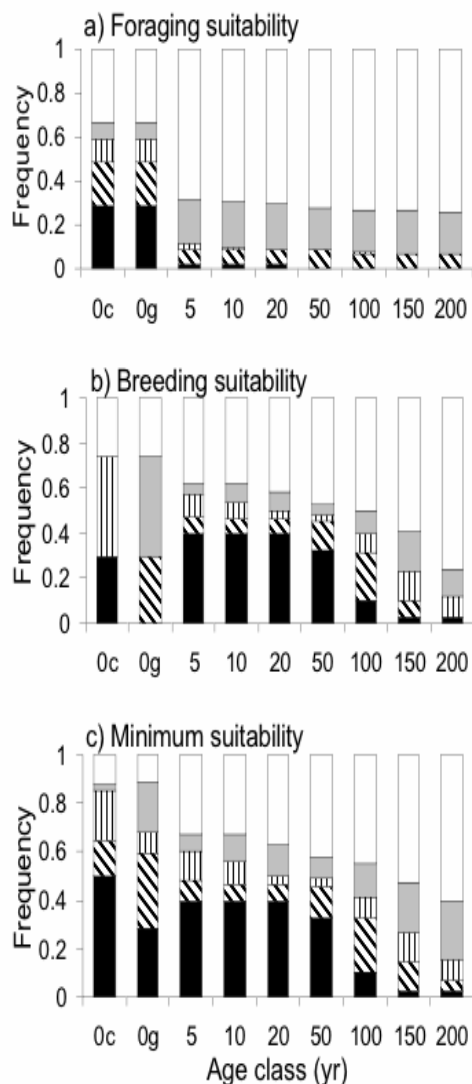 a) Foraging suitability
1
0.8
0.6
0.4
0.2
0
Frequency
0c 0g 5 10 20 50 100 150 200
b) Breeding suitability
1
0.8
0.6
0.4
0.2
0
Frequency
0c 0g 5 10 20 50 100 150 200
c) Minimum suitability
1
0.8
0.6
0.4
0.2
0
Frequency
0c 0g 5 10 20 50 100 150 200
Age class (yr)